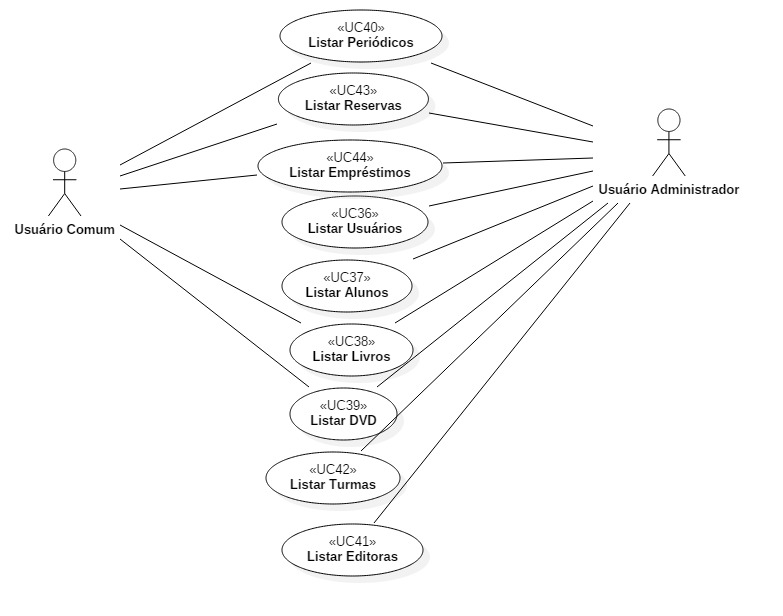 «UC40»
Listar Periódicos
«UC43»
Listar Reservas
«UC44»
Listar Empréstimos
Usuário Administrador
«UC36»
Listar Usuários
Usuário Comum
«UC37»
Listar Alunos
«UC38»
Listar Livros
«UC39»
Listar DVD
«UC42»
Listar Turmas
«UC41»
Listar Editoras